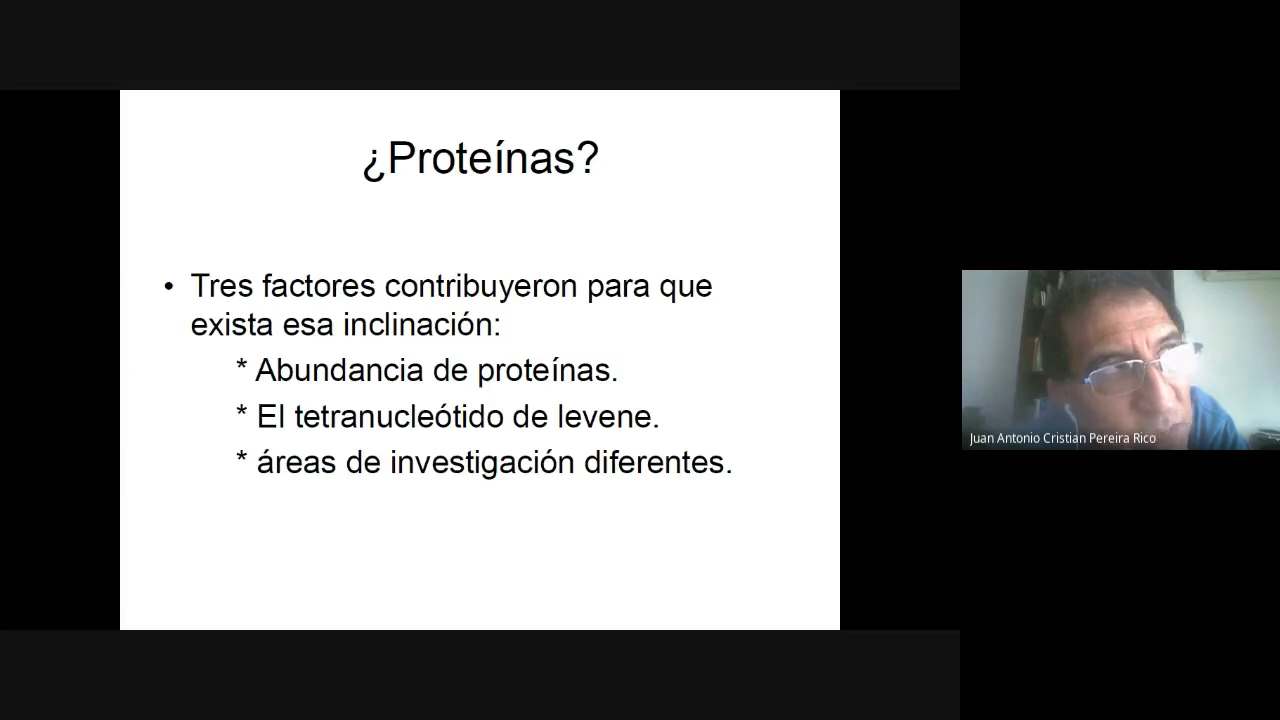 ¿Proteínas?
• Tres factores contribuyeron para que
exista esa inclinación:
* Abundancia de proteínas.
* El tetranucleótido de levene.
* áreas de investigación diferentes.
Juan Antonio Cristian Pereira Rico